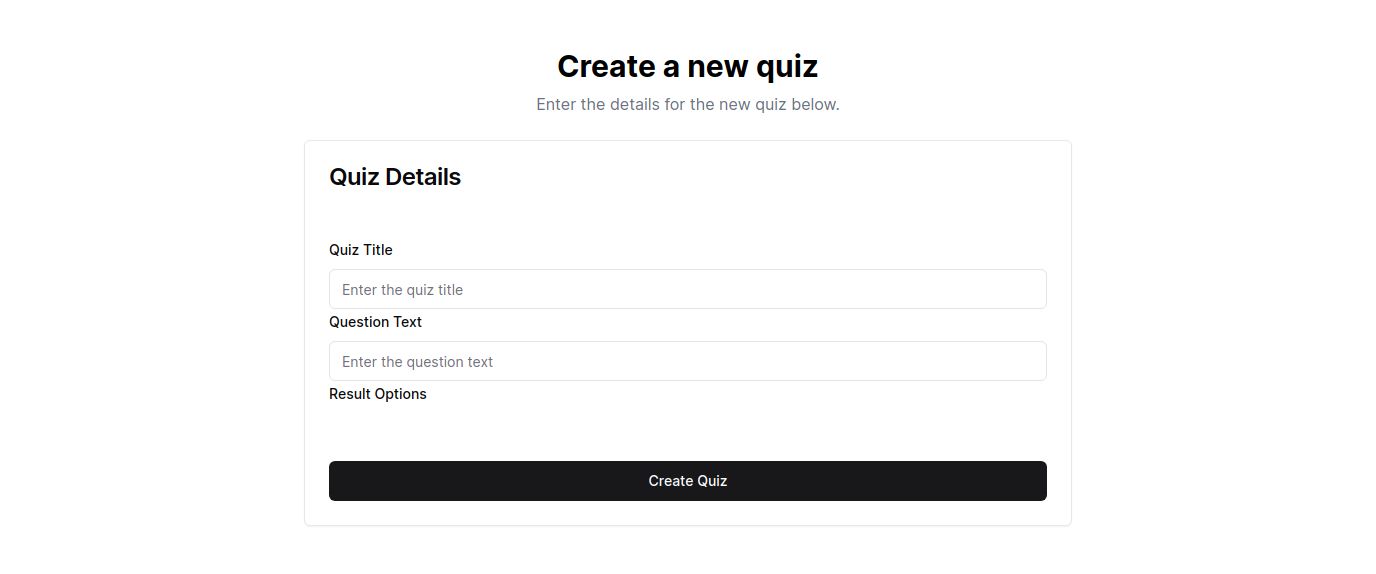 Create a new quiz
Enter the details for the new quiz below.
Quiz Details
Quiz Title
Enter the quiz title
Question Text
Enter the question text
Result Options
Create Quiz